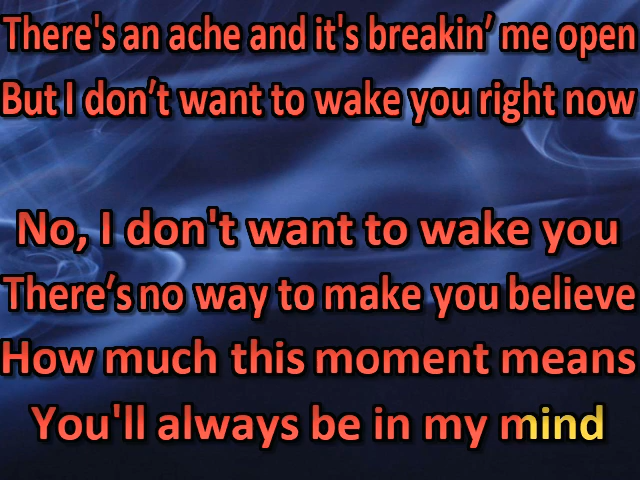 There's an ache and it's breakin’ me open
But I don’t want to wake you right now
No, I don't want to wake you
There’s no way to make you believe
How much this moment means
You'll always be in my mind